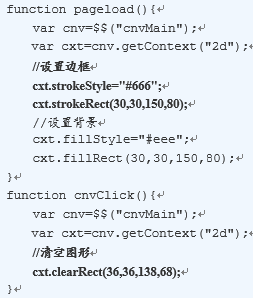 function pageload(){↵
var cnv=$$("cnvMain");↵
var cxt=cnv.getContext("2d");↵
//设置边框↵
cxt.strokeStyle="#666";↵
cxt.strokeRect(30,30,150,80);↵
//设置背景↵
cxt.fillStyle="#eee";↵
cxt.fillRect(30,30,150,80);↵
}↵
function cnvClick(){↵
var cnv=$$("cnvMain");↵
var cxt=cnv.getContext("2d");↵
//清空图形↵
cxt.clearRect(36,36,138,68);↵
}↵